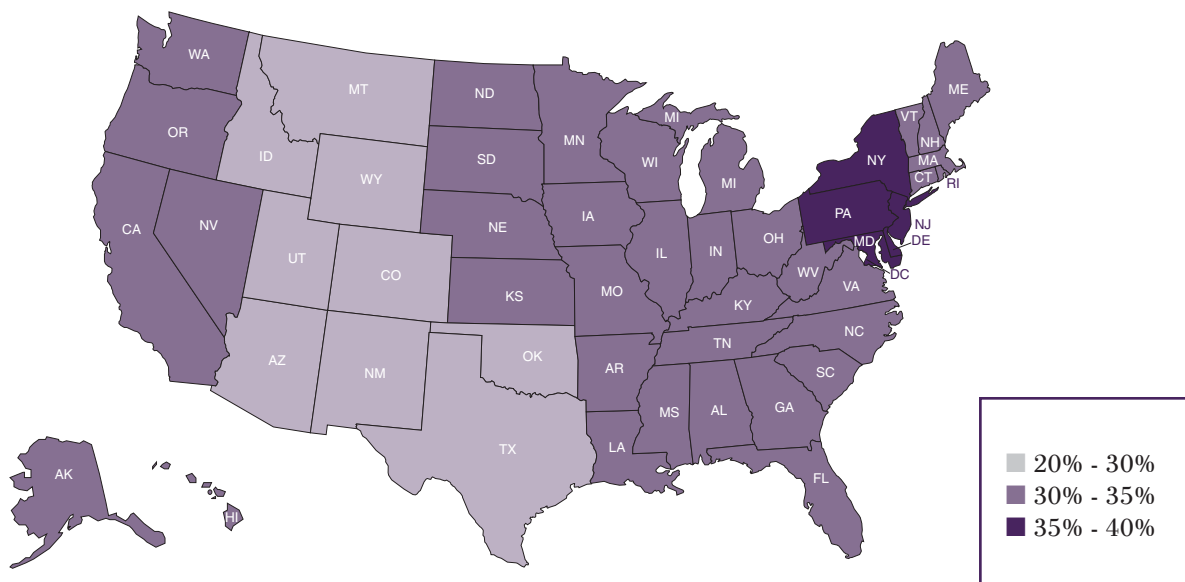 WA
MT
ND
MN
MI
ME
VT
NH
OR
ID
WY
SD
WI
MI
NY
MA
CT
RI
CA
NV
UT
CO
NE
IA
IL
IN
OH
PA
NJ
DE
MD
DC
KS
MO
WV
VA
KY
AZ
NM
OK
AR
TN
NC
SC
TX
LA
MS
AL
GA
FL
AK
HI
20% - 30%
30% - 35%
35% - 40%